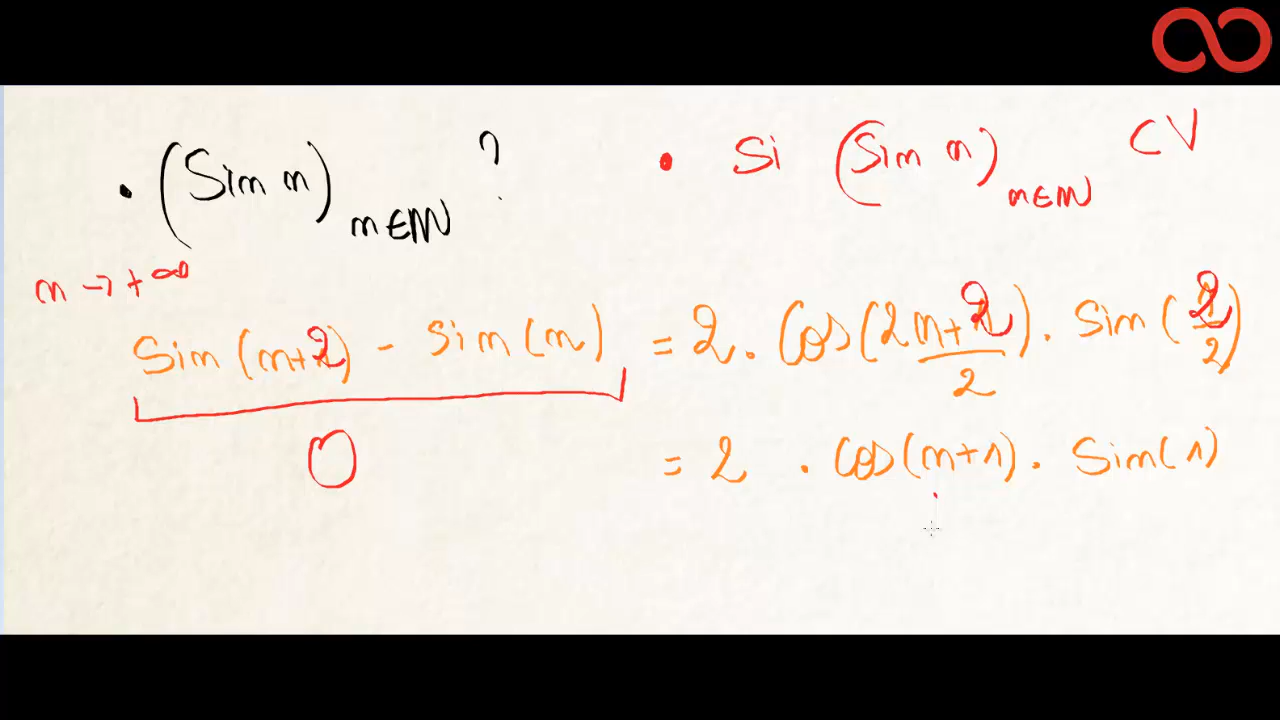 • (Sin n)_{n∈ℕ} ?
• Si (Sin n)_{n∈ℕ} CV
n → +∞
Sin (n+2) - Sin (n) = 2 · Cos (2n+2)/2) · Sin (2/2)
0
= 2 · Cos (n+1) · Sin (1)